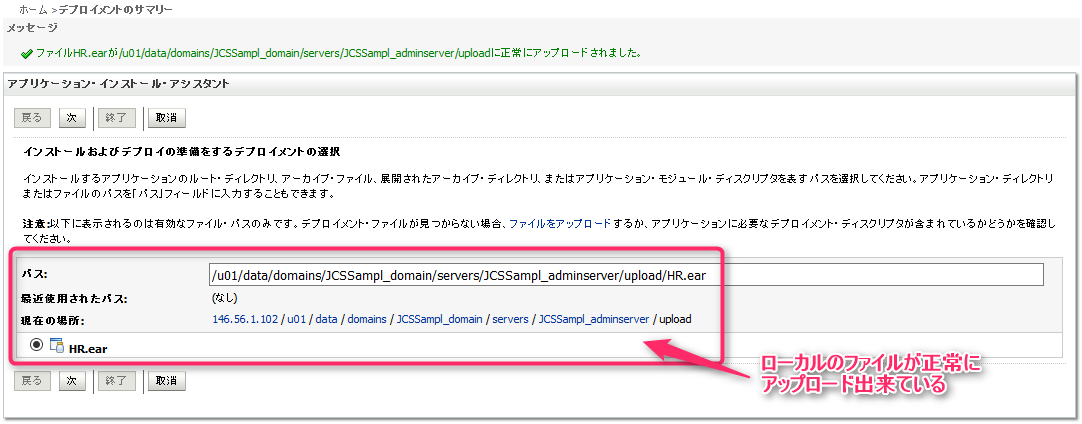 ホーム >デプロイメントのサマリー
メッセージ
ファイルHR.earが/u01/data/domains/JCSSampl_domain/servers/JCSSampl_adminserver/uploadに正常にアップロードされました。
アプリケーション・インストール・アシスタント
戻る 次 終了 取消
インストールおよびデプロイの準備をするデプロイメントの選択
インストールするアプリケーションのルート・ディレクトリ、アーカイブ・ファイル、展開されたアーカイブ・ディレクトリ、またはアプリケーション・モジュール・ディスクリプタを表すパスを選択してください。アプリケーション・ディレクトリ
またはファイルのパスを「パス」フィールドに入力することもできます。
注意:以下に表示されるのは有効なファイル・パスのみです。デプロイメント・ファイルが見つからない場合、ファイルをアップロードするか、アプリケーションに必要なデプロイメント・ディスクリプタが含まれているかどうかを確認し
てください。
パス: /u01/data/domains/JCSSampl_domain/servers/JCSSampl_adminserver/upload/HR.ear
最近使用されたパス: (なし)
現在の場所: 146.56.1.102 / u01 / data / domains / JCSSampl_domain / servers / JCSSampl_adminserver / upload
HR.ear
ローカルのファイルが正常に
アップロード出来ている
戻る 次 終了 取消